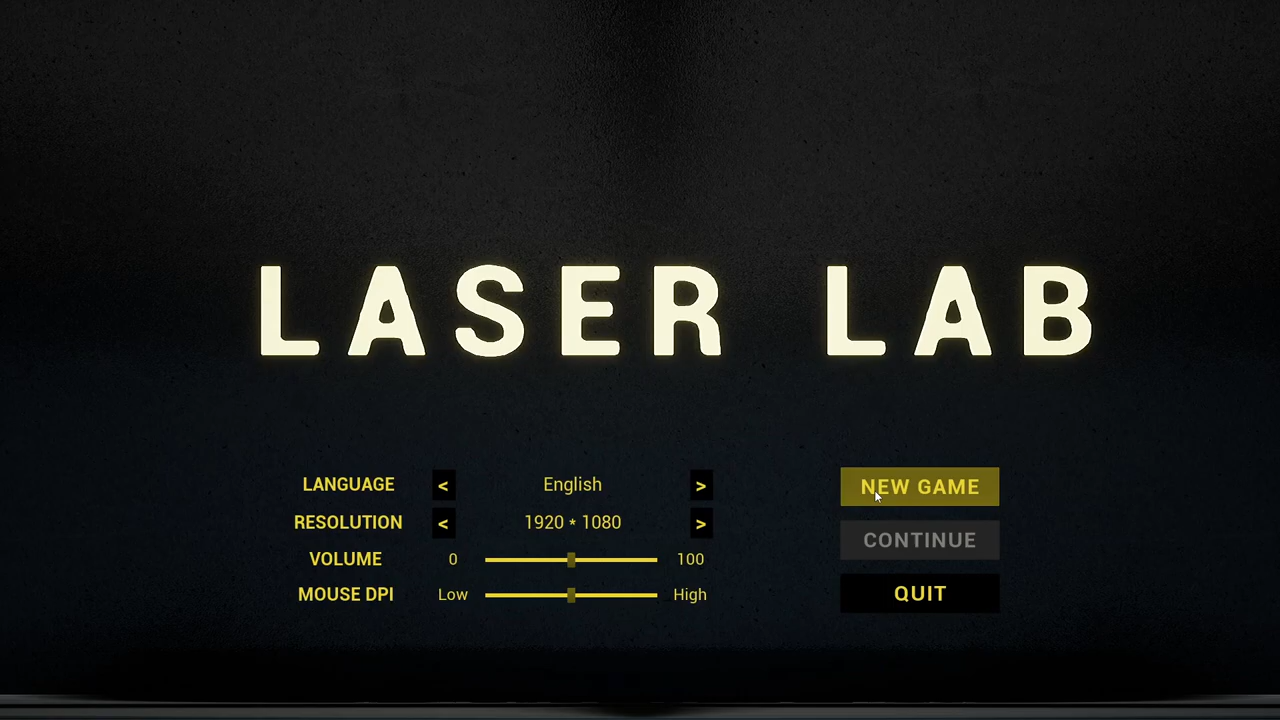 LASER LAB
LANGUAGE < English >
RESOLUTION < 1920 * 1080 >
VOLUME 0 100
MOUSE DPI Low High
NEW GAME
CONTINUE
QUIT